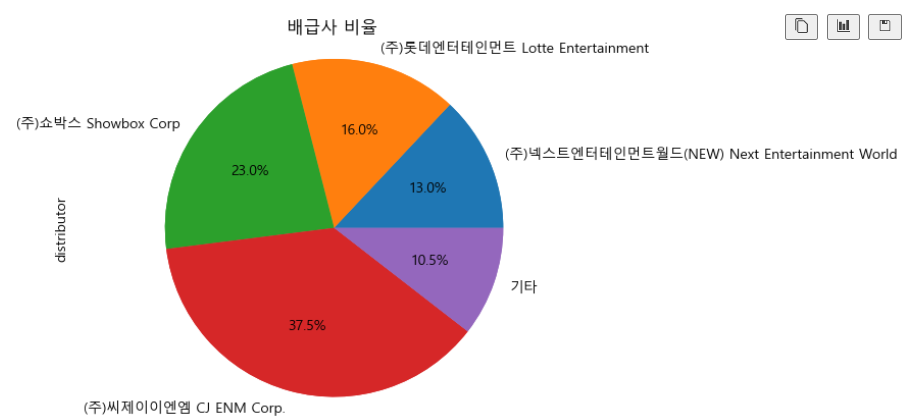 배급사 비율
(주)롯데엔터테인먼트 Lotte Entertainment
(주)쇼박스 Showbox Corp
16.0%
(주)넥스트엔터테인먼트월드(NEW) Next Entertainment World
23.0%
13.0%
distributor
10.5%
기타
37.5%
(주)씨제이이엔엠 CJ ENM Corp.